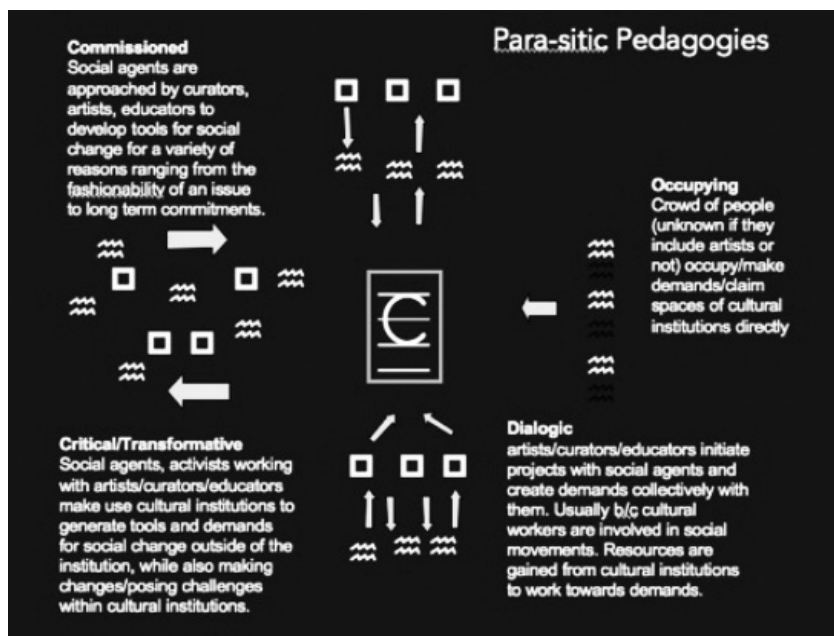 Para-sitic Pedagogies
Commissioned
Social agents are
approached by curators,
artists, educators to
develop tools for social
change for a variety of
reasons ranging from the
fashionability of an issue
to long term commitments.
Occupying
Crowd of people
(unknown if they
include artists or
not) occupy/make
demands/claim
spaces of cultural
institutions directly
Critical/Transformative
Social agents, activists working
with artists/curators/educators
make use cultural institutions to
generate tools and demands
for social change outside of the
institution, while also making
changes/posing challenges
within cultural institutions.
Dialogic
artists/curators/educators initiate
projects with social agents and
create demands collectively with
them. Usually b/c cultural
workers are involved in social
movements. Resources are
gained from cultural institutions
to work towards demands.